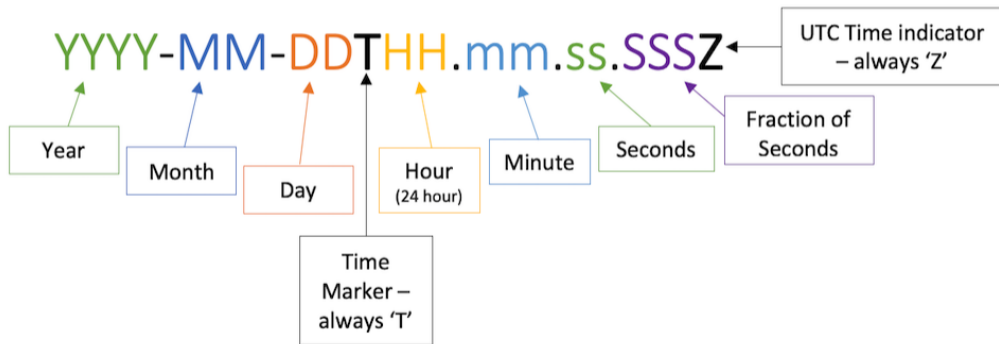 YYYY-MM-DDTHH.mm.ss.SSSZ
UTC Time indicator
– always ‘Z’
Year
Month
Day
Hour
(24 hour)
Minute
Seconds
Fraction of
Seconds
Time
Marker –
always ‘T’